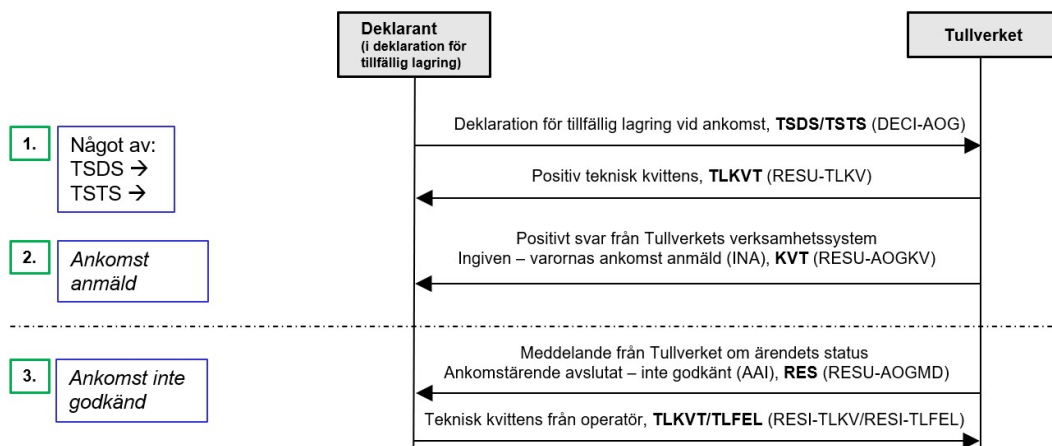 Deklarant
(i deklaration för
tillfällig lagring)
Tullverket
1.
Något av:
TSDS →
TSTS →
Deklaration för tillfällig lagring vid ankomst, TSDS/TSTS (DECI-AOG)
Positiv teknisk kvittens, TLKVT (RESU-TLKV)
2.
Ankomst
anmäld
Positivt svar från Tullverkets verksamhetssystem
Ingiven – varornas ankomst anmäld (INA), KVT (RESU-AOGKV)
3.
Ankomst inte
godkänd
Meddelande från Tullverket om ärendets status
Ankomstärende avslutat – inte godkänt (AAI), RES (RESU-AOGMD)
Teknisk kvittens från operatör, TLKVT/TLFEL (RESI-TLKV/RESI-TLFEL)